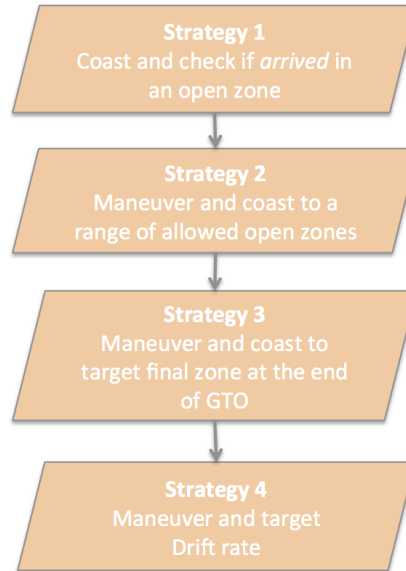 Strategy 1
Coast and check if arrived in
an open zone
Strategy 2
Maneuver and coast to a
range of allowed open zones
Strategy 3
Maneuver and coast to
target final zone at the end
of GTO
Strategy 4
Maneuver and target
Drift rate